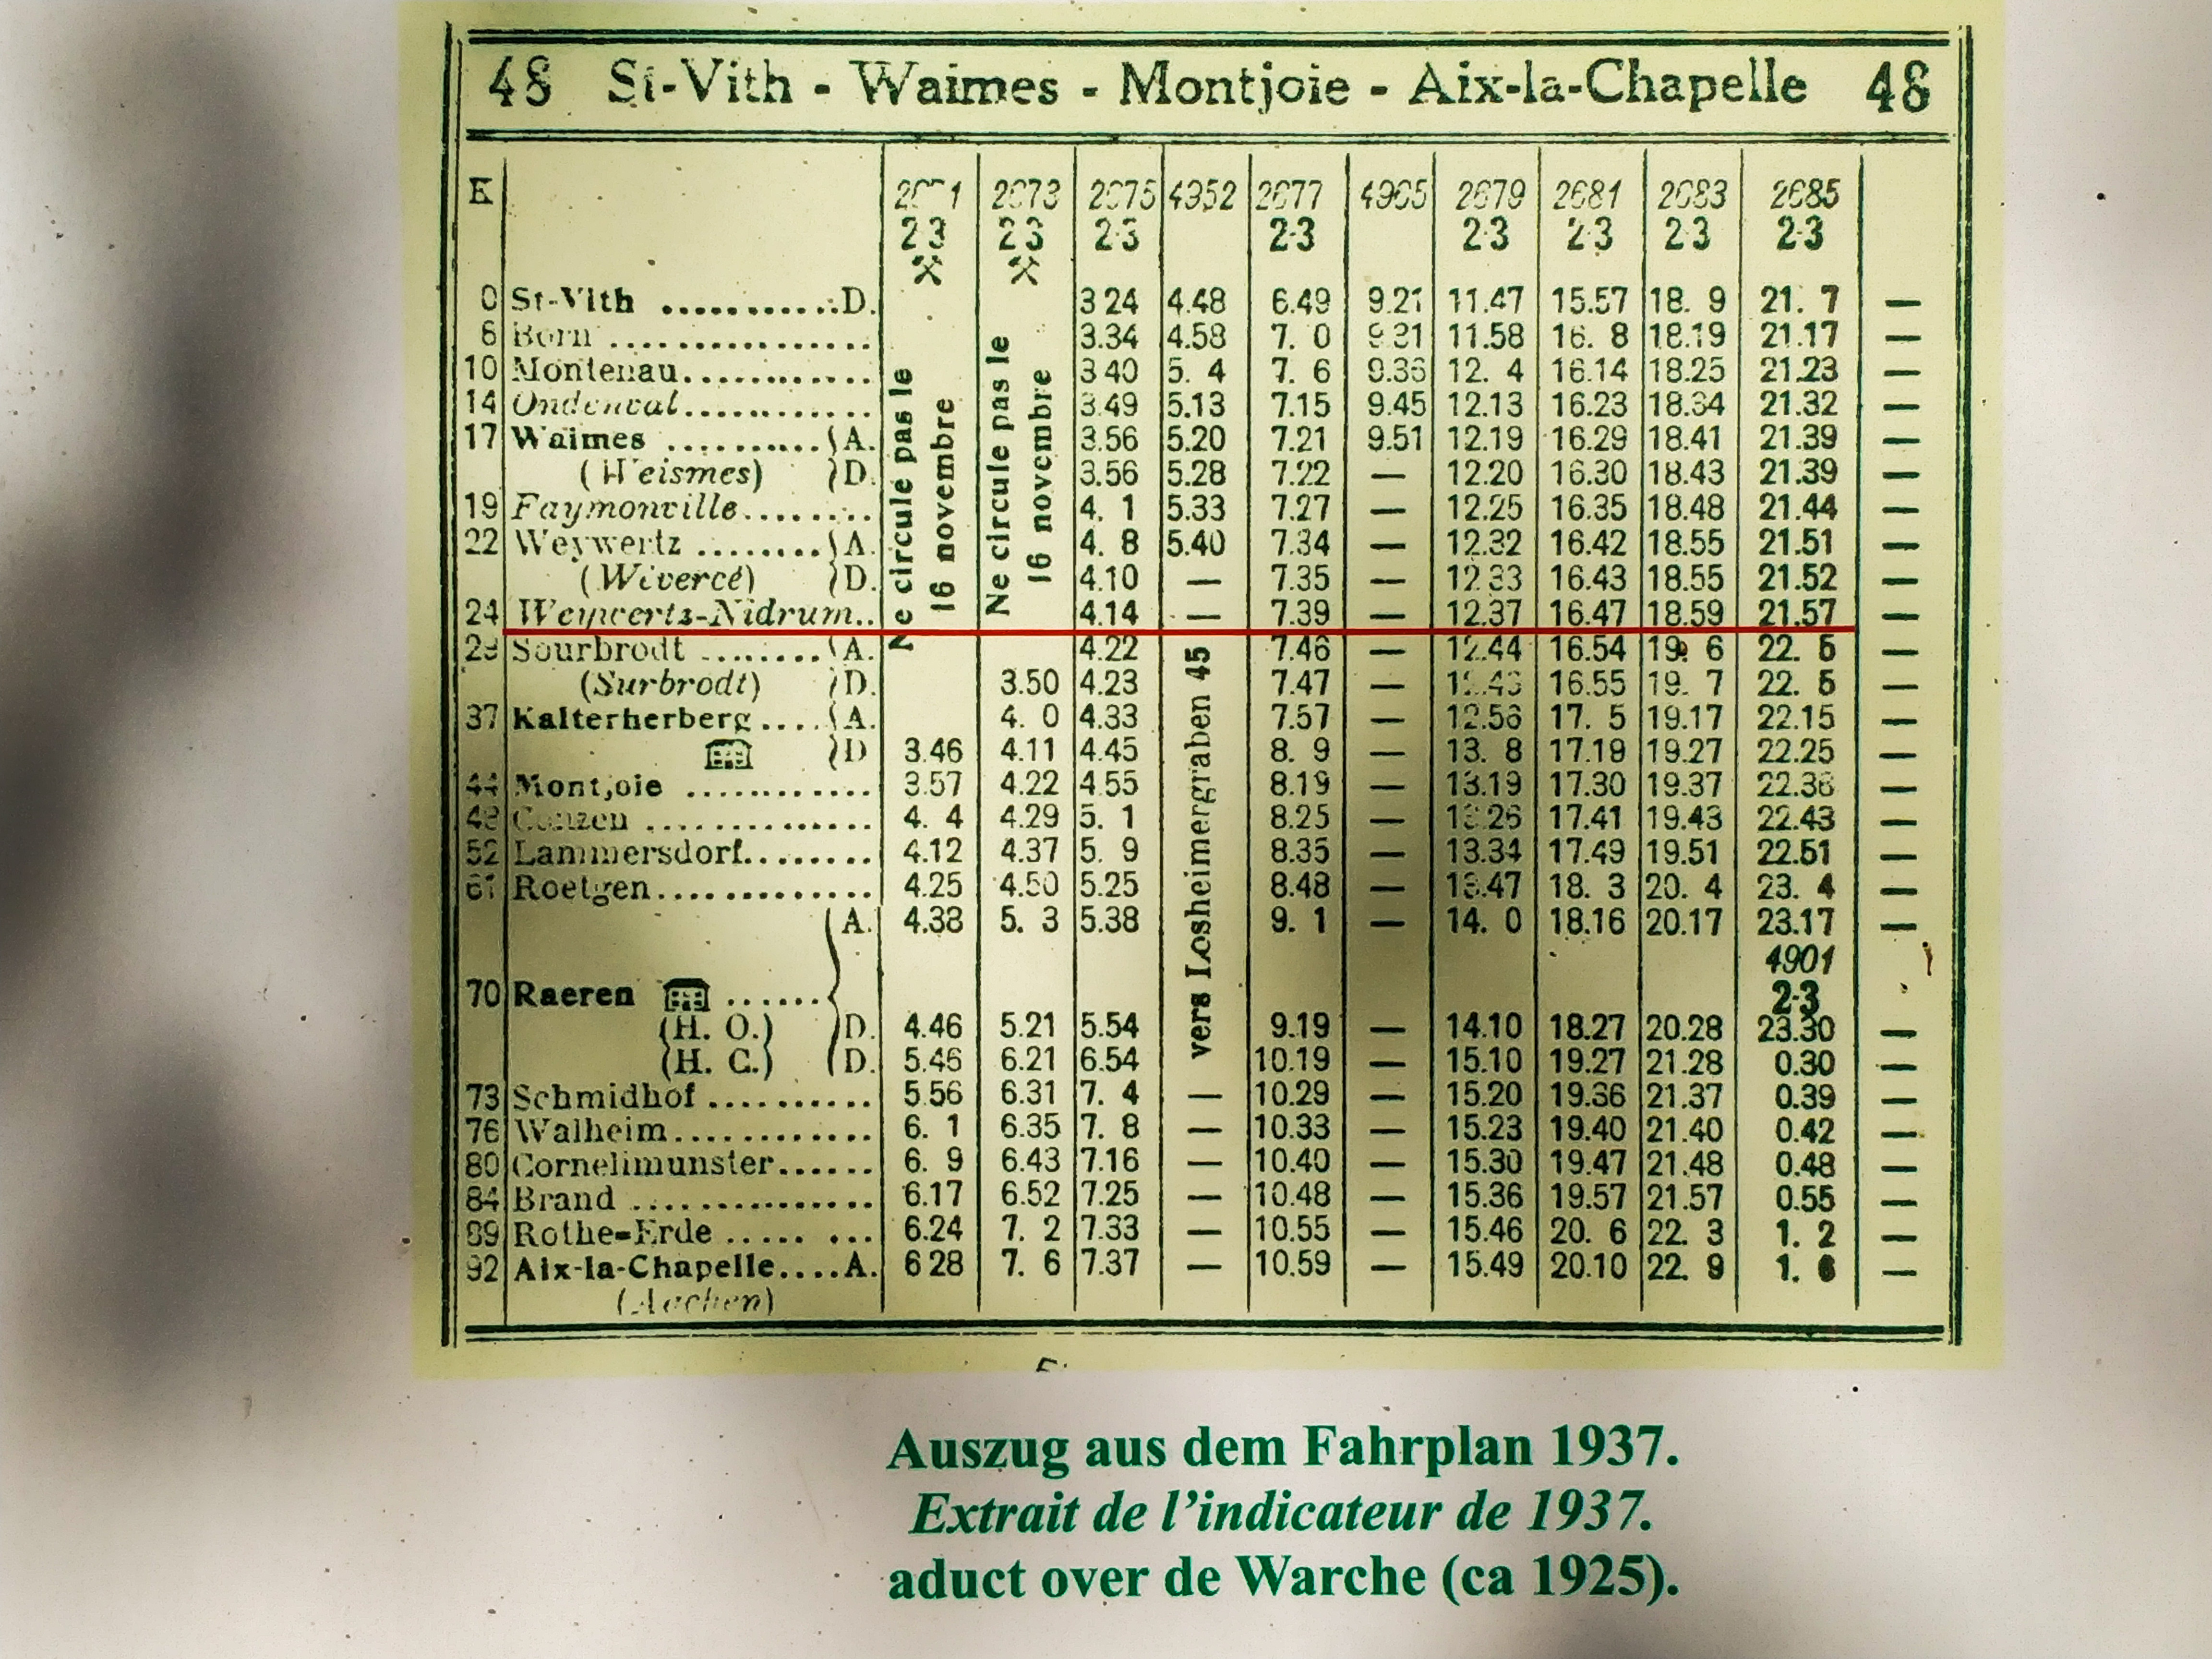 48 St-Vith - Waimes - Montjoie - Aix-la-Chapelle 48
K 2673 2675 4952 2677 4965 2679 2681 2683 2685
2 3 2 3 2·3 2·3 2·3 2·3 2 3 2·3
0 St-Vith ............D. 3 24 4.48 6.49 9.21 11.47 15.57 18. 9 21. 7 —
6 Born ................ 3.34 4.58 7. 0 9 31 11.58 16. 8 18.19 21.17 —
10 Montenau............ 3 40 5. 4 7. 6 9.36 12. 4 16.14 18.25 21.23 —
14 Ondenval............ 3.49 5.13 7.15 9.45 12.13 16.23 18.34 21.32 —
17 Waimes .......... A. 3.56 5.20 7.21 9.51 12.19 16.29 18.41 21.39 —
(Weismes) D. 3.56 5.28 7.22 — 12.20 16.30 18.43 21.39 —
19 Faymonville........ 4. 1 5.33 7.27 — 12.25 16.35 18.48 21.44 —
22 Weywertz ........ A. 4. 8 5.40 7.34 — 12.32 16.42 18.55 21.51 —
(Wivercé) D. 4.10 — 7.35 — 12.33 16.43 18.55 21.52 —
24 Weywertz-Nidrum.. 4.14 — 7.39 — 12.37 16.47 18.59 21.57 —
Ne circule pas le
16 novembre
Ne circule pas le
16 novembre
Sourbrodt ........ A. 4.22 7.46 — 12.44 16.54 19. 6 22. 5 —
(Surbrodt) D. 3.50 4.23 7.47 — 16.55 19. 7 22. 5 —
37 Kalterherberg.... A. 4. 0 4.33 7.57 — 12.56 17. 5 19.17 22.15 —
D 3.46 4.11 4.45 8. 9 — 13. 8 17.19 19.27 22.25 —
44 Montjoie ............ 3.57 4.22 4.55 8.19 — 13.19 17.30 19.37 22.36 —
Conzen .............. 4. 4 4.29 5. 1 8.25 — 13.26 17.41 19.43 22.43 —
52 Lammersdorf........ 4.12 4.37 5. 9 8.35 — 13.34 17.49 19.51 22.51 —
61 Roetgen............. 4.25 4.50 5.25 8.48 — 13.47 18. 3 20. 4 23. 4 —
A. 4.38 5. 3 5.38 9. 1 — 14. 0 18.16 20.17 23.17 —
4901
70 Raeren ...... 2·3
(H. O.) D. 4.46 5.21 5.54 9.19 — 14.10 18.27 20.28 23.30 —
(H. C.) D. 5.46 6.21 6.54 10.19 — 15.10 19.27 21.28 0.30 —
vers Losheimergraben 45
73 Schmidhof .......... 5.56 6.31 7. 4 — 10.29 — 15.20 19.36 21.37 0.39 —
76 Walheim............. 6. 1 6.35 7. 8 — 10.33 — 15.23 19.40 21.40 0.42 —
80 Cornelimunster...... 6. 9 6.43 7.16 — 10.40 — 15.30 19.47 21.48 0.48 —
84 Brand ............... 6.17 6.52 7.25 — 10.48 — 15.36 19.57 21.57 0.55 —
89 Rothe-Erde ..... ... 6.24 7. 2 7.33 — 10.55 — 15.46 20. 6 22. 3 1. 2 —
92 Aix-la-Chapelle....A. 6 28 7. 6 7.37 — 10.59 — 15.49 20.10 22. 9 1. 6 —
(Aachen)
Auszug aus dem Fahrplan 1937.
Extrait de l'indicateur de 1937.
aduct over de Warche (ca 1925).